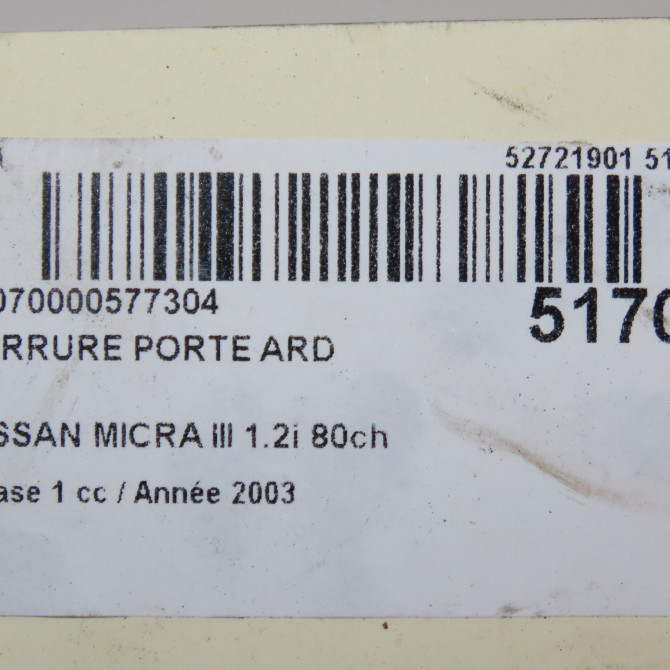 52721901 51
070000577304
5170
RRURE PORTE ARD
SSAN MICRA III 1.2i 80ch
ase 1 cc / Année 2003